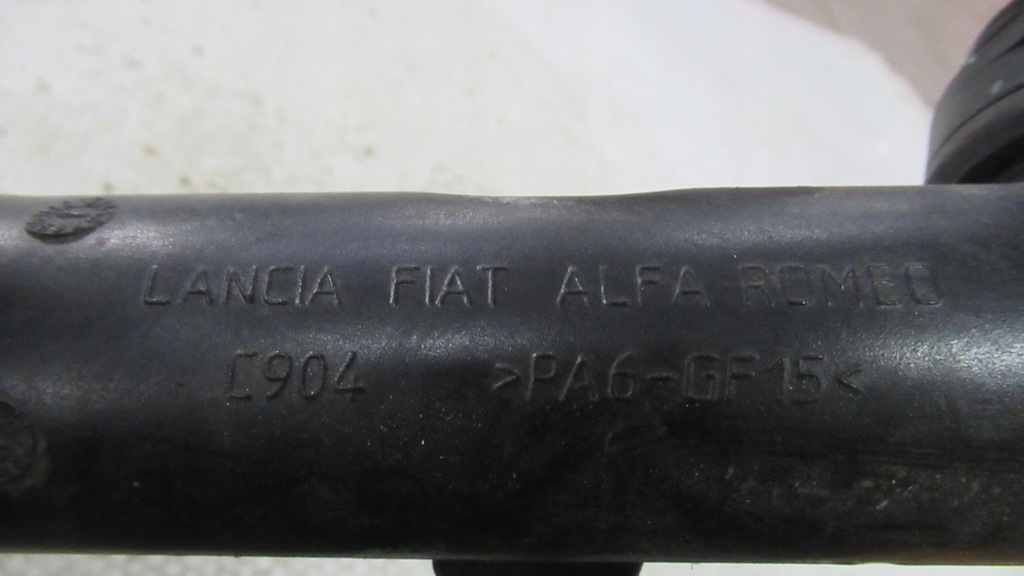 LANCIA FIAT ALFA ROMEO
C904 >PA6-GF15<